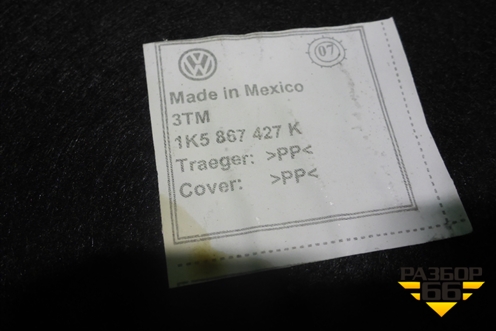 07
Made in Mexico
3TM
1K5 867 427 K
Traeger: >PP<
Cover: >PP<
РАЗБОР
66